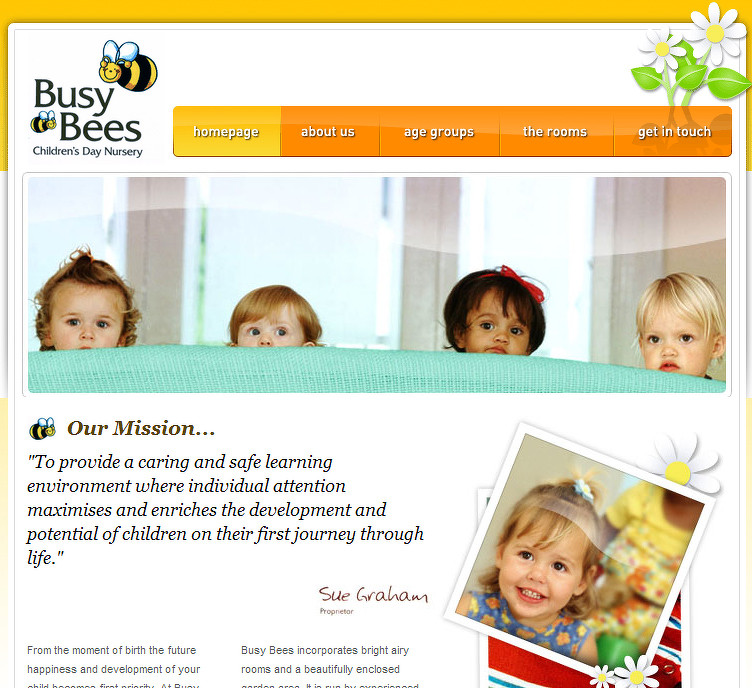 Busy
Bees
Children's Day Nursery
homepage
about us
age groups
the rooms
get in touch
Our Mission...
"To provide a caring and safe learning
environment where individual attention
maximises and enriches the development and
potential of children on their first journey through
life."
Sue Graham
Proprietor
From the moment of birth the future
happiness and development of your
child becomes first priority. At Busy
Busy Bees incorporates bright airy
rooms and a beautifully enclosed
garden area. It is run by experienced